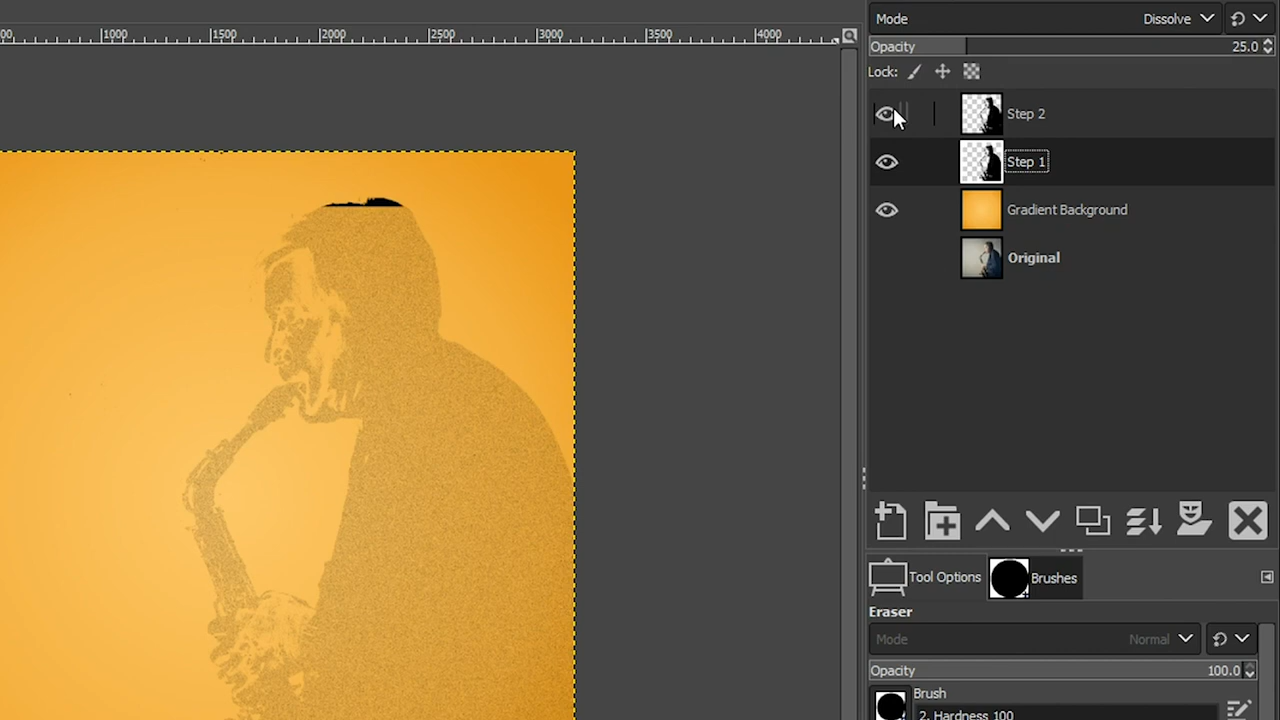 Mode Dissolve
00 1000 1500 2000 2500 3000 3500 4000
Opacity 25.0
Lock:
Step 2
Step 1
Gradient Background
Original
Tool Options Brushes
Eraser
Mode Normal
Opacity 100.0
Brush
2. Hardness 100